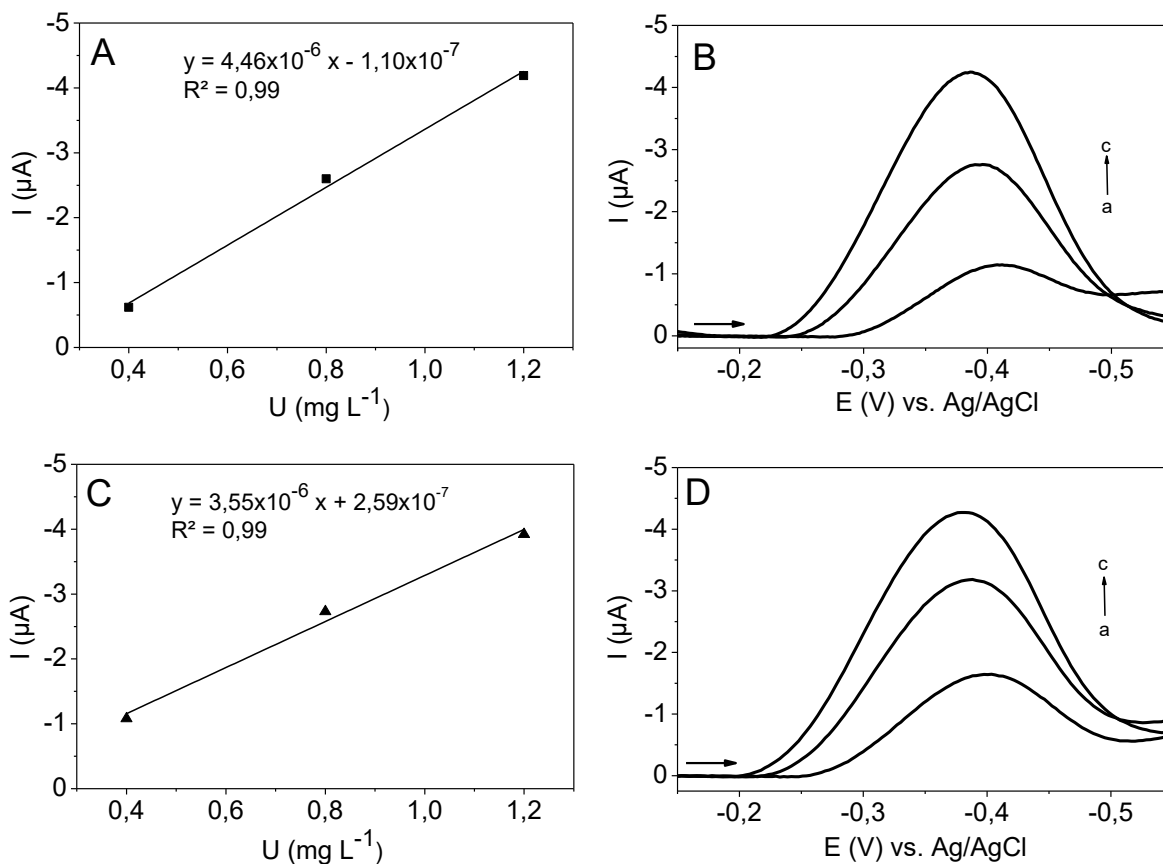 A
y = 4,46x10⁻⁶ x - 1,10x10⁻⁷
R² = 0,99
-5
-4
-3
-2
-1
0
I (µA)
0,4
0,6
0,8
1,0
1,2
U (mg L⁻¹)
B
-5
-4
-3
-2
-1
0
I (µA)
c
a
-0,2
-0,3
-0,4
-0,5
E (V) vs. Ag/AgCl
C
y = 3,55x10⁻⁶ x + 2,59x10⁻⁷
R² = 0,99
-5
-4
-3
-2
-1
0
I (µA)
0,4
0,6
0,8
1,0
1,2
U (mg L⁻¹)
D
-5
-4
-3
-2
-1
0
I (µA)
c
a
-0,2
-0,3
-0,4
-0,5
E (V) vs. Ag/AgCl